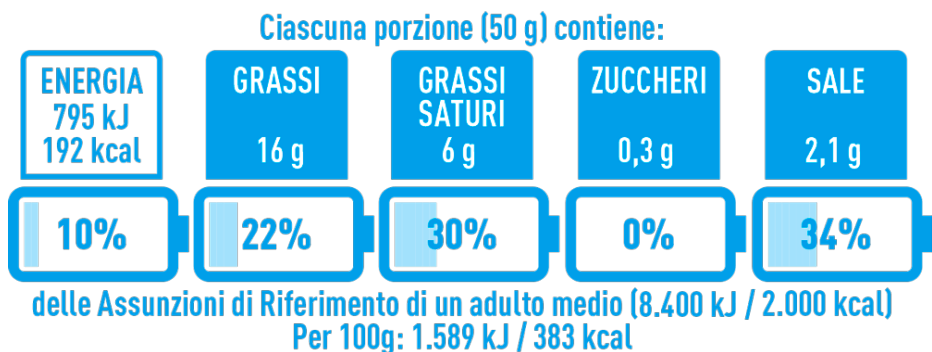 Ciascuna porzione (50 g) contiene:
ENERGIA
795 kJ
192 kcal
10%
GRASSI
16 g
22%
GRASSI
SATURI
6 g
30%
ZUCCHERI
0,3 g
0%
SALE
2,1 g
34%
delle Assunzioni di Riferimento di un adulto medio (8.400 kJ / 2.000 kcal)
Per 100g: 1.589 kJ / 383 kcal